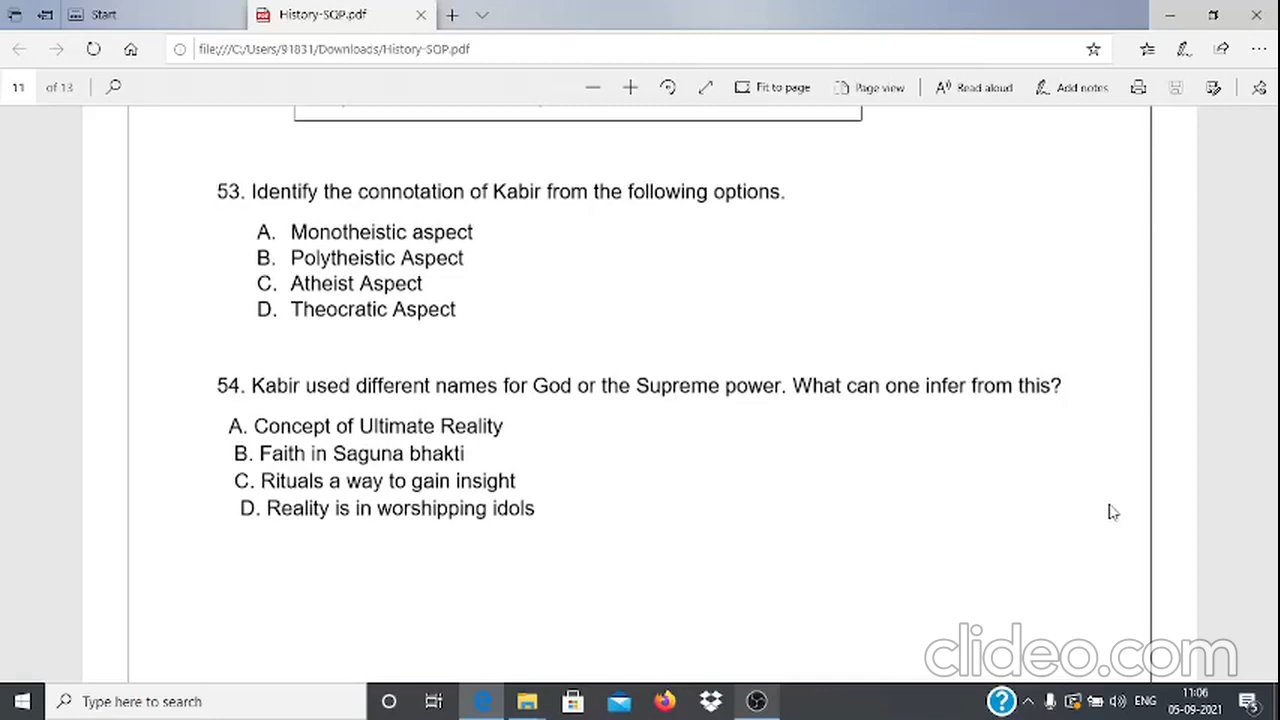 Start
History-SQP.pdf
file:///C:/Users/91831/Downloads/History-SQP.pdf
11 of 13
Fit to page
Page view
Read aloud
Add notes
53. Identify the connotation of Kabir from the following options.
A. Monotheistic aspect
B. Polytheistic Aspect
C. Atheist Aspect
D. Theocratic Aspect
54. Kabir used different names for God or the Supreme power. What can one infer from this?
A. Concept of Ultimate Reality
B. Faith in Saguna bhakti
C. Rituals a way to gain insight
D. Reality is in worshipping idols
clideo.com
Type here to search
ENG
11:06
05-09-2021
5